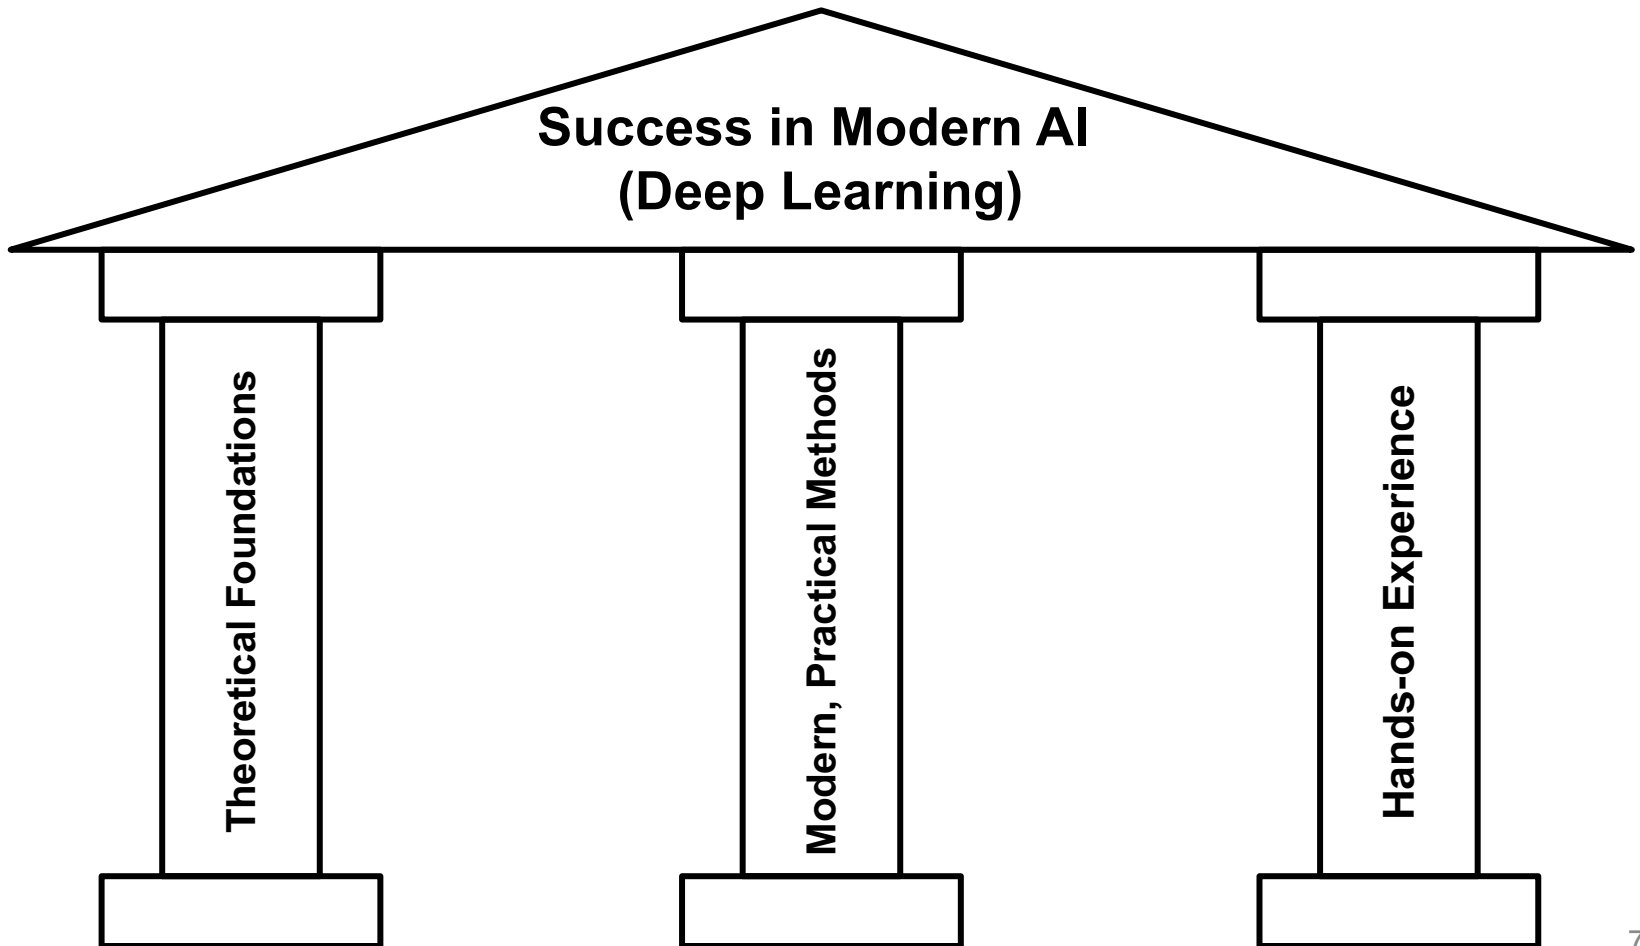 Success in Modern AI
(Deep Learning)
Theoretical Foundations
Modern, Practical Methods
Hands-on Experience
7